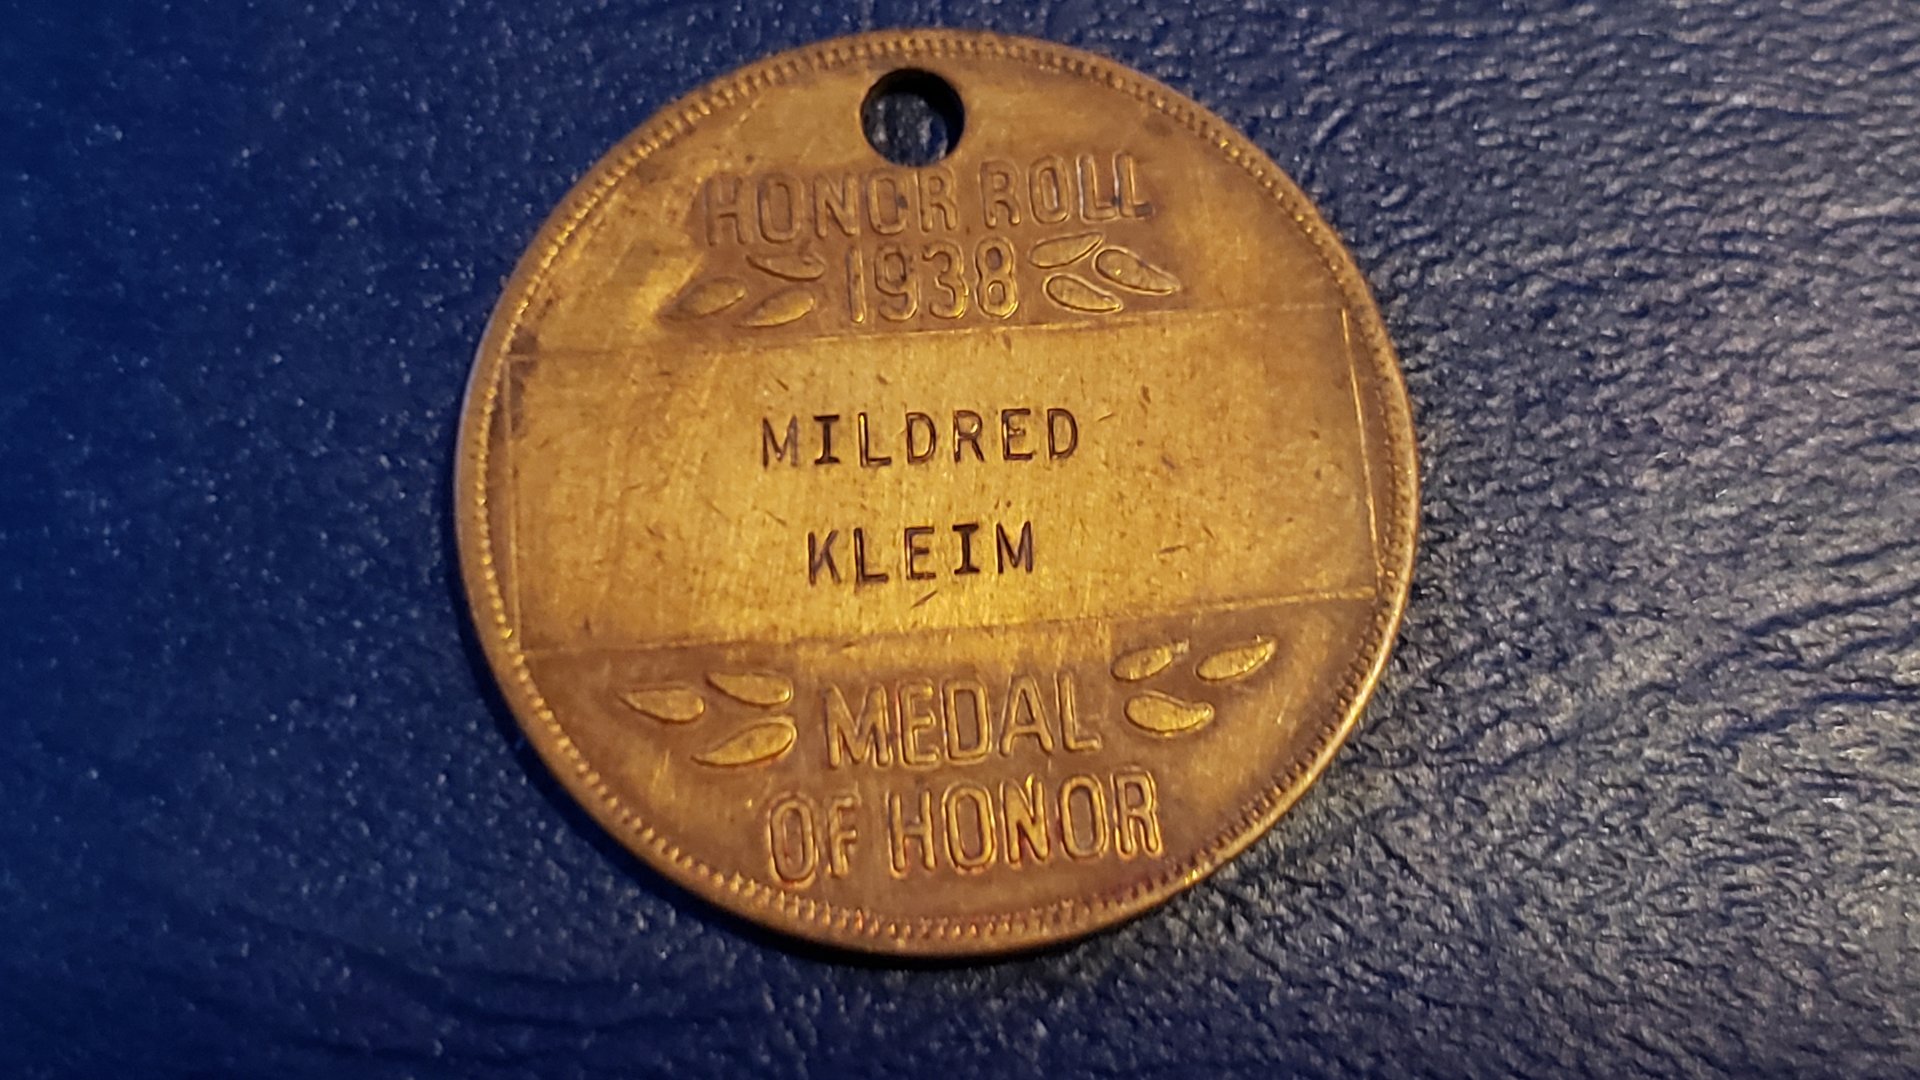 HONOR ROLL
1938
MILDRED
KLEIM
MEDAL
OF HONOR